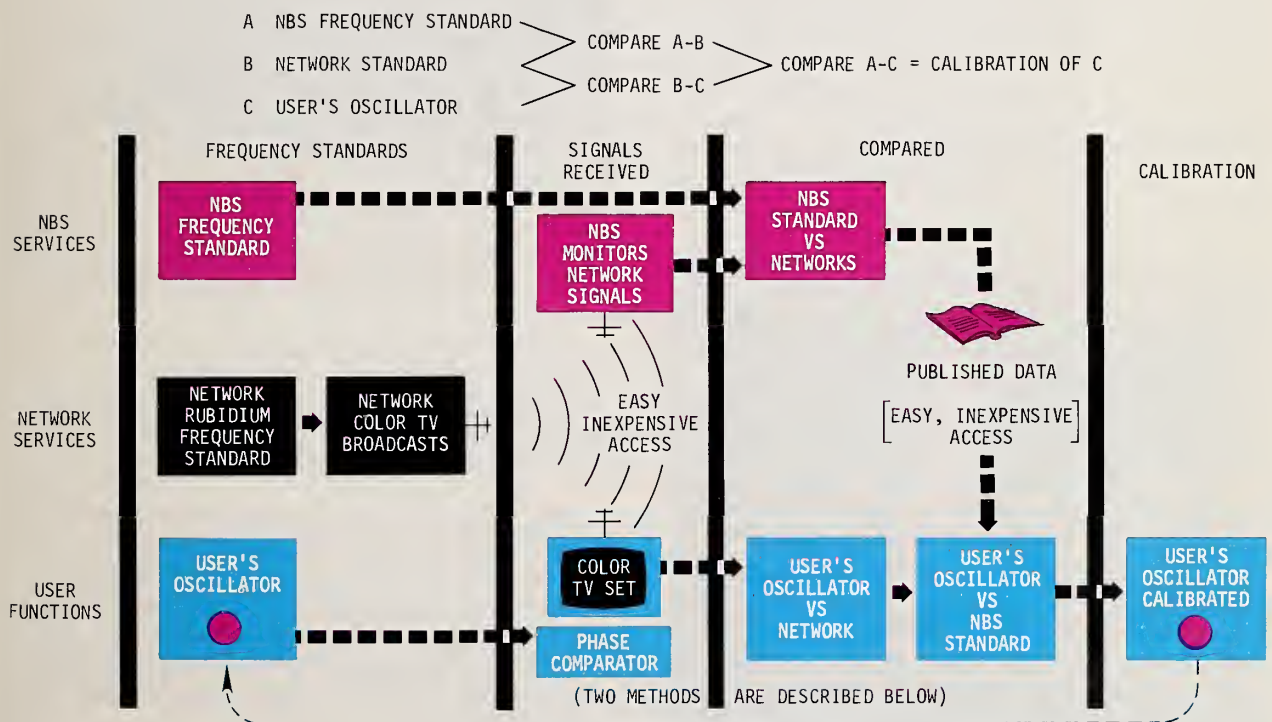 A NBS FREQUENCY STANDARD
B NETWORK STANDARD
C USER'S OSCILLATOR
COMPARE A-B
COMPARE B-C
COMPARE A-C = CALIBRATION OF C
FREQUENCY STANDARDS
SIGNALS
RECEIVED
COMPARED
CALIBRATION
NBS
SERVICES
NBS
FREQUENCY
STANDARD
NBS
MONITORS
NETWORK
SIGNALS
NBS
STANDARD
VS
NETWORKS
PUBLISHED DATA
[EASY, INEXPENSIVE
ACCESS]
NETWORK
SERVICES
NETWORK
RUBIDIUM
FREQUENCY
STANDARD
NETWORK
COLOR TV
BROADCASTS
EASY
INEXPENSIVE
ACCESS
USER
FUNCTIONS
USER'S
OSCILLATOR
COLOR
TV SET
PHASE
COMPARATOR
USER'S
OSCILLATOR
VS
NETWORK
USER'S
OSCILLATOR
VS
NBS
STANDARD
USER'S
OSCILLATOR
CALIBRATED
(TWO METHODS ARE DESCRIBED BELOW)